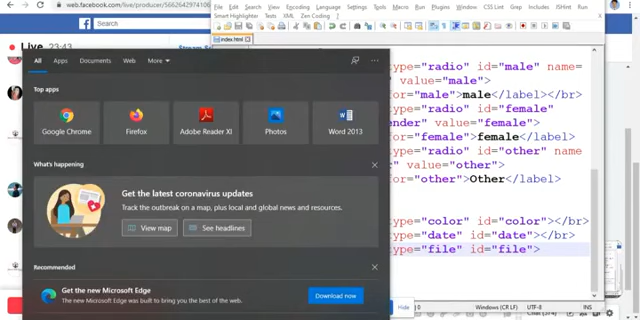 web.facebook.com/live/producer/56626429741
Search
Live 23:43
File Edit Search View Encoding Language Settings Tools Macro Run Window CSS Lint Grep Includes JSHint Run
Smart Highlighter Tests XML Zen Coding ?
index.html
All Apps Documents Web More
Top apps
Google Chrome
Firefox
Adobe Reader XI
Photos
Word 2013
What's happening
Get the latest coronavirus updates
Track the outbreak on a map, plus local and global news and resources.
View map
See headlines
Recommended
Get the new Microsoft Edge
The new Microsoft Edge was built to bring you the best of the web.
Download now
type="radio" id="male" name=
value="male">
for="male">male</label></br>
type="radio" id="female"
ender" value="female">
for="female">female</label>
type="radio" id="other" name
value="other">
for="other">Other</label>
type="color" id="color"></br>
type="date" id="date"></br>
type="file" id="file">
Hide
Windows (CR LF) UTF-8 INS